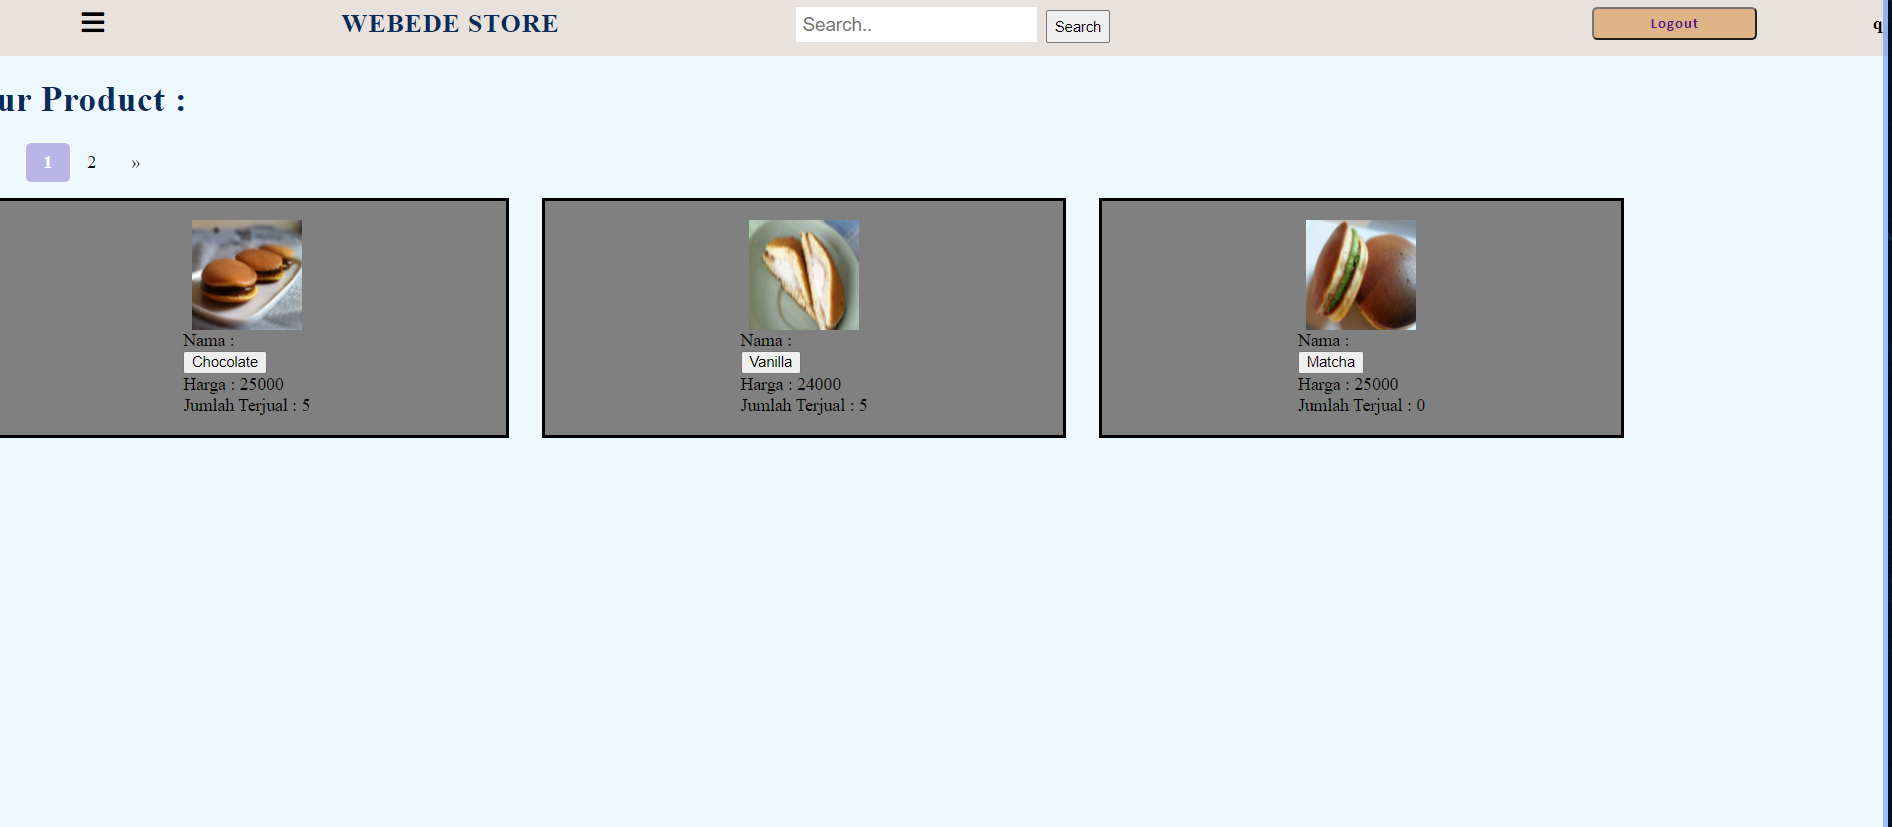 WEBEDE STORE
Search..
Search
Logout
q
ur Product :
1 2 »
Nama :
Chocolate
Harga : 25000
Jumlah Terjual : 5
Nama :
Vanilla
Harga : 24000
Jumlah Terjual : 5
Nama :
Matcha
Harga : 25000
Jumlah Terjual : 0